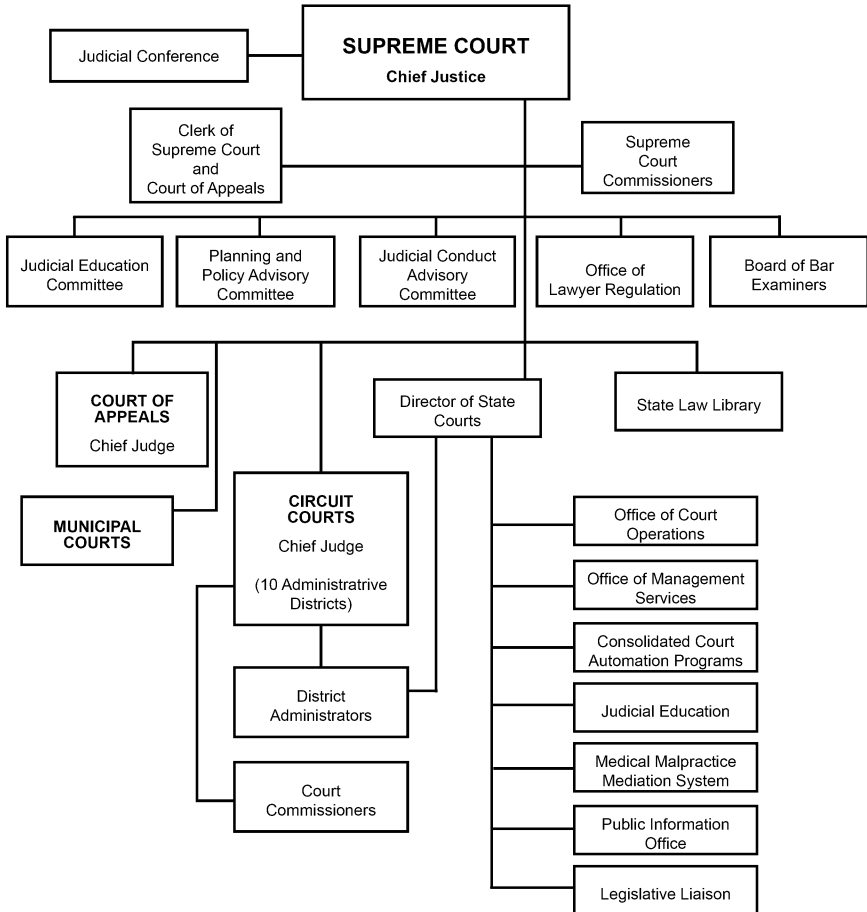 SUPREME COURT
Chief Justice
Judicial Conference
Clerk of
Supreme Court
and
Court of Appeals
Supreme
Court
Commissioners
Judicial Education
Committee
Planning and
Policy Advisory
Committee
Judicial Conduct
Advisory
Committee
Office of
Lawyer Regulation
Board of Bar
Examiners
COURT OF
APPEALS
Chief Judge
Director of State
Courts
State Law Library
MUNICIPAL
COURTS
CIRCUIT
COURTS
Chief Judge
(10 Administratrive
Districts)
District
Administrators
Court
Commissioners
Office of Court
Operations
Office of Management
Services
Consolidated Court
Automation Programs
Judicial Education
Medical Malpractice
Mediation System
Public Information
Office
Legislative Liaison